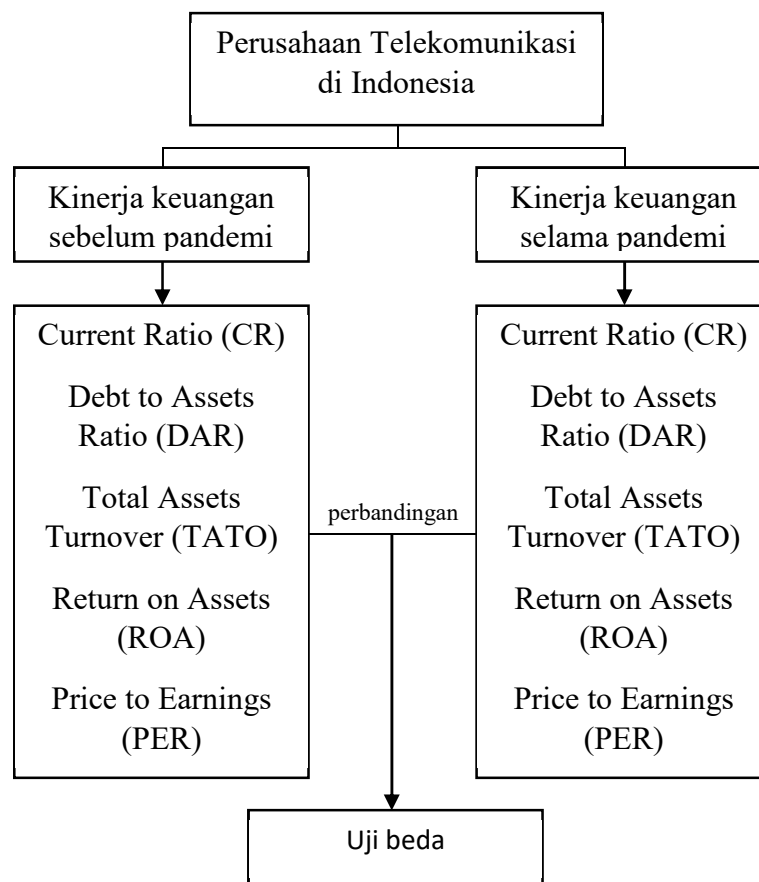 Perusahaan Telekomunikasi
di Indonesia
Kinerja keuangan
sebelum pandemi
Kinerja keuangan
selama pandemi
Current Ratio (CR)
Debt to Assets
Ratio (DAR)
Total Assets
Turnover (TATO)
Return on Assets
(ROA)
Price to Earnings
(PER)
perbandingan
Current Ratio (CR)
Debt to Assets
Ratio (DAR)
Total Assets
Turnover (TATO)
Return on Assets
(ROA)
Price to Earnings
(PER)
Uji beda